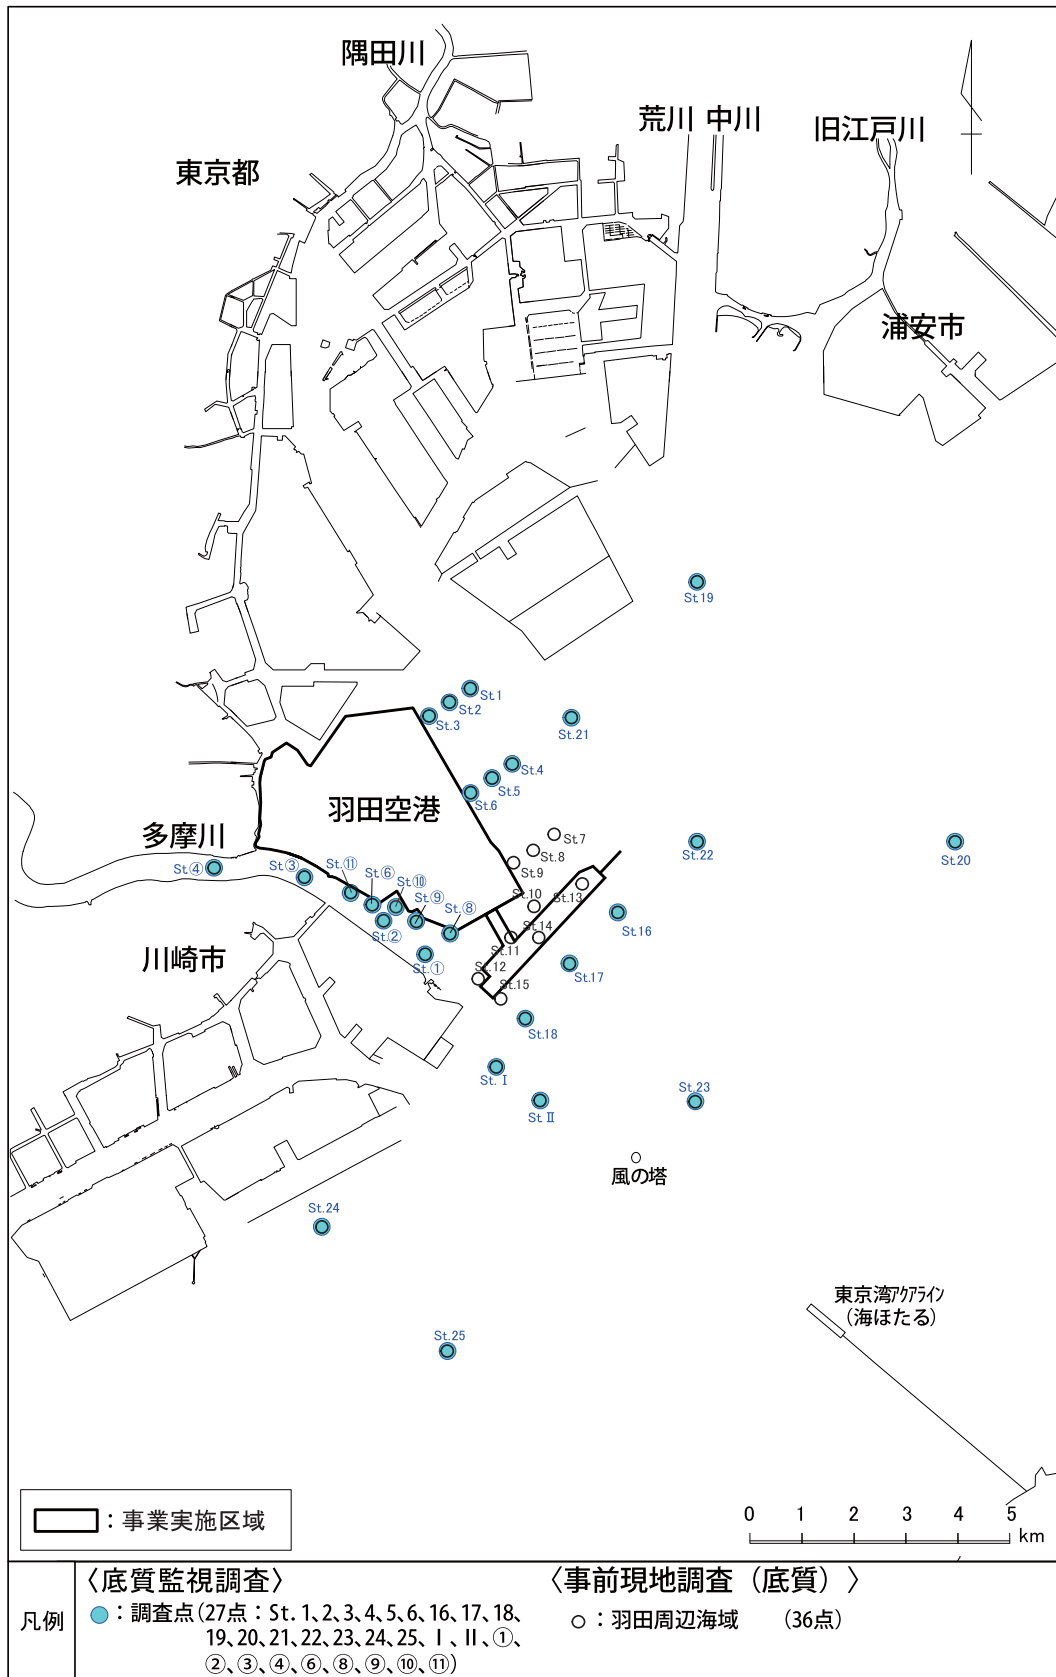 隅田川
荒川 中川
旧江戸川
東京都
浦安市
St.19
St.1
St.2
St.3
St.21
St.4
St.5
St.6
羽田空港
多摩川
St.7
St.8
St.9
St.22
St.20
St.④
St.③
St.⑪
St.⑥
St.⑩
St.⑨
St.⑧
St.②
St.①
St.10
St.13
St.14
St.11
St.16
川崎市
St.12
St.15
St.17
St.18
St.Ⅰ
St.Ⅱ
St.23
風の塔
St.24
東京湾アクアライン
(海ほたる)
St.25
:事業実施区域
0 1 2 3 4 5
km
凡例
〈底質監視調査〉
:調査点(27点:St.1、2、3、4、5、6、16、17、18、
19、20、21、22、23、24、25、Ⅰ、Ⅱ、①、
②、③、④、⑥、⑧、⑨、⑩、⑪)
〈事前現地調査(底質)〉
:羽田周辺海域 (36点)